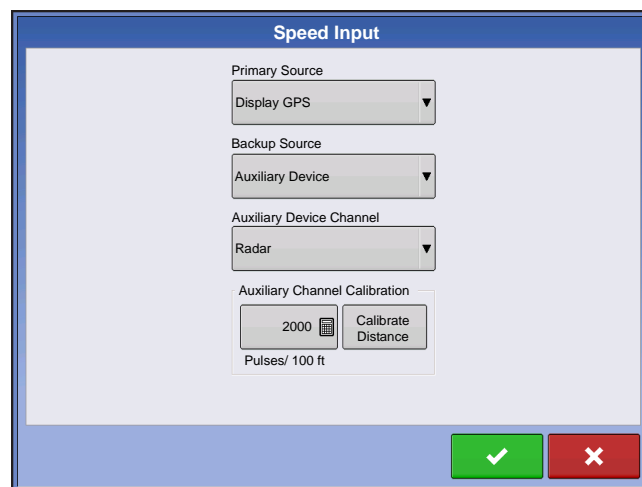 Speed Input
Primary Source
Display GPS
Backup Source
Auxiliary Device
Auxiliary Device Channel
Radar
Auxiliary Channel Calibration
2000
Calibrate
Distance
Pulses/ 100 ft